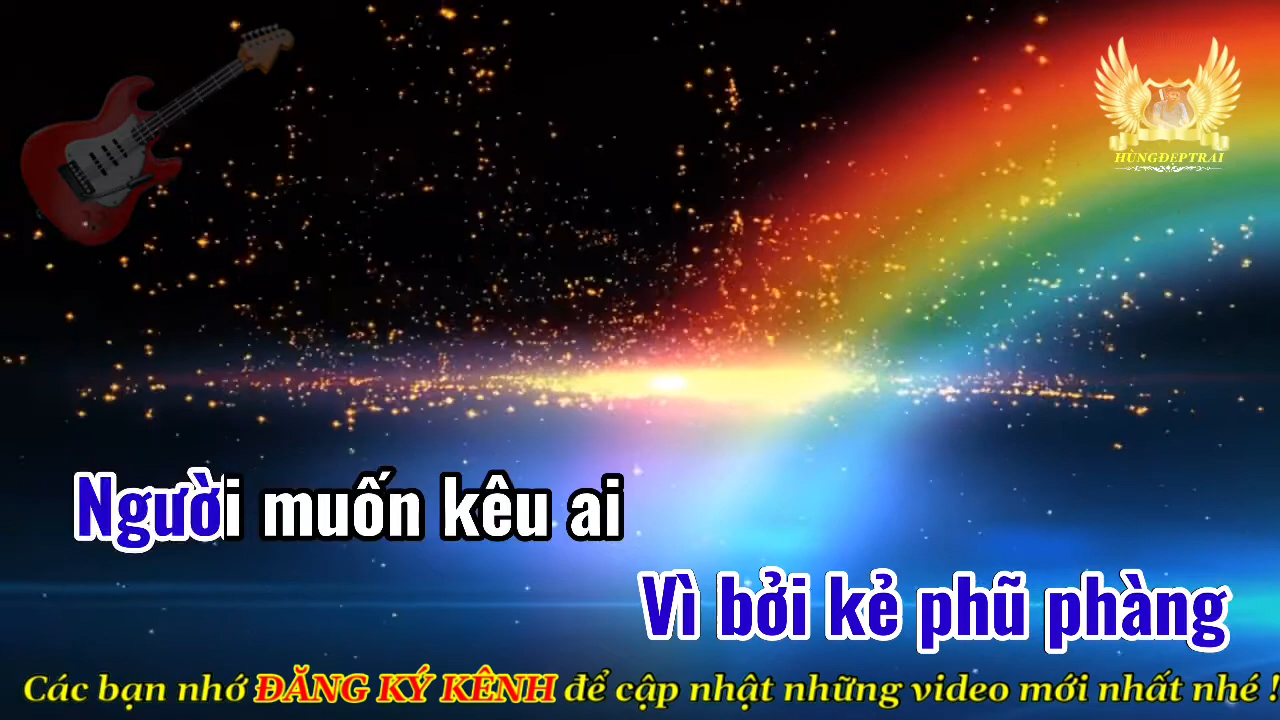 HÙNGĐẸPTRAI
Người muốn kêu ai
Vì bởi kẻ phũ phàng
Các bạn nhớ ĐĂNG KÝ KÊNH để cập nhật những video mới nhất nhé !